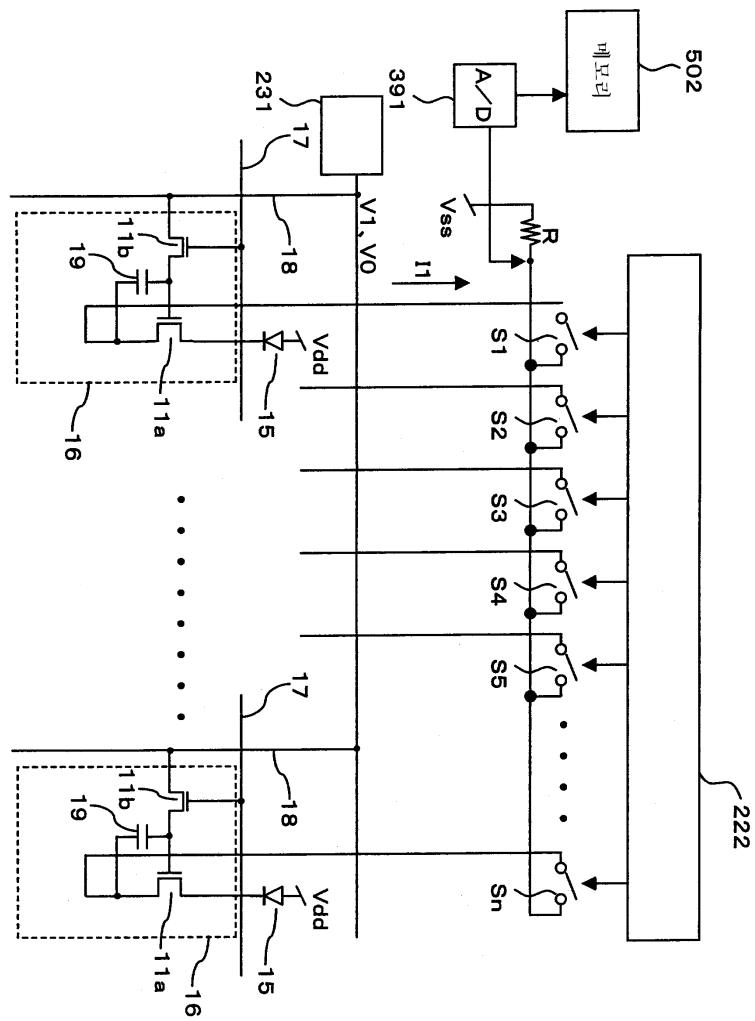 502
메모리
391
A/D
Vss
R
222
S1
S2
S3
S4
S5
Sn
I1
V1, V0
231
17
18
11b
19
11a
16
15
Vdd
17
18
11b
19
11a
16
15
Vdd